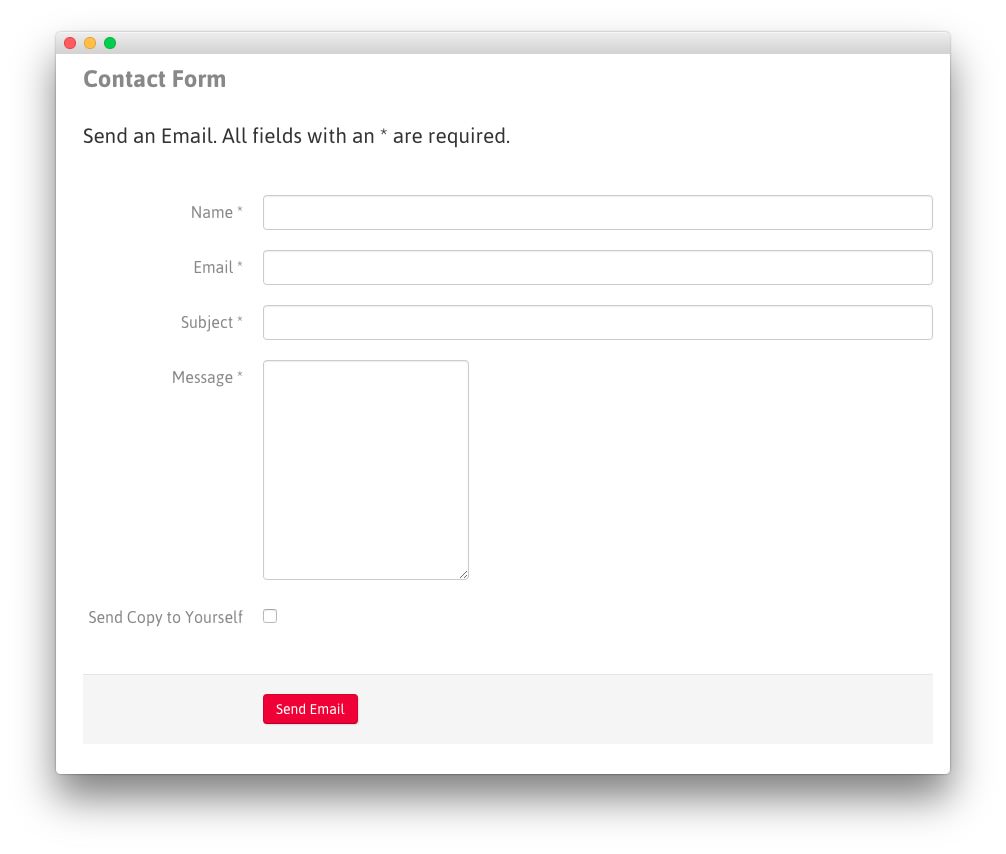 Contact Form
Send an Email. All fields with an * are required.
Name *
Email *
Subject *
Message *
Send Copy to Yourself
Send Email